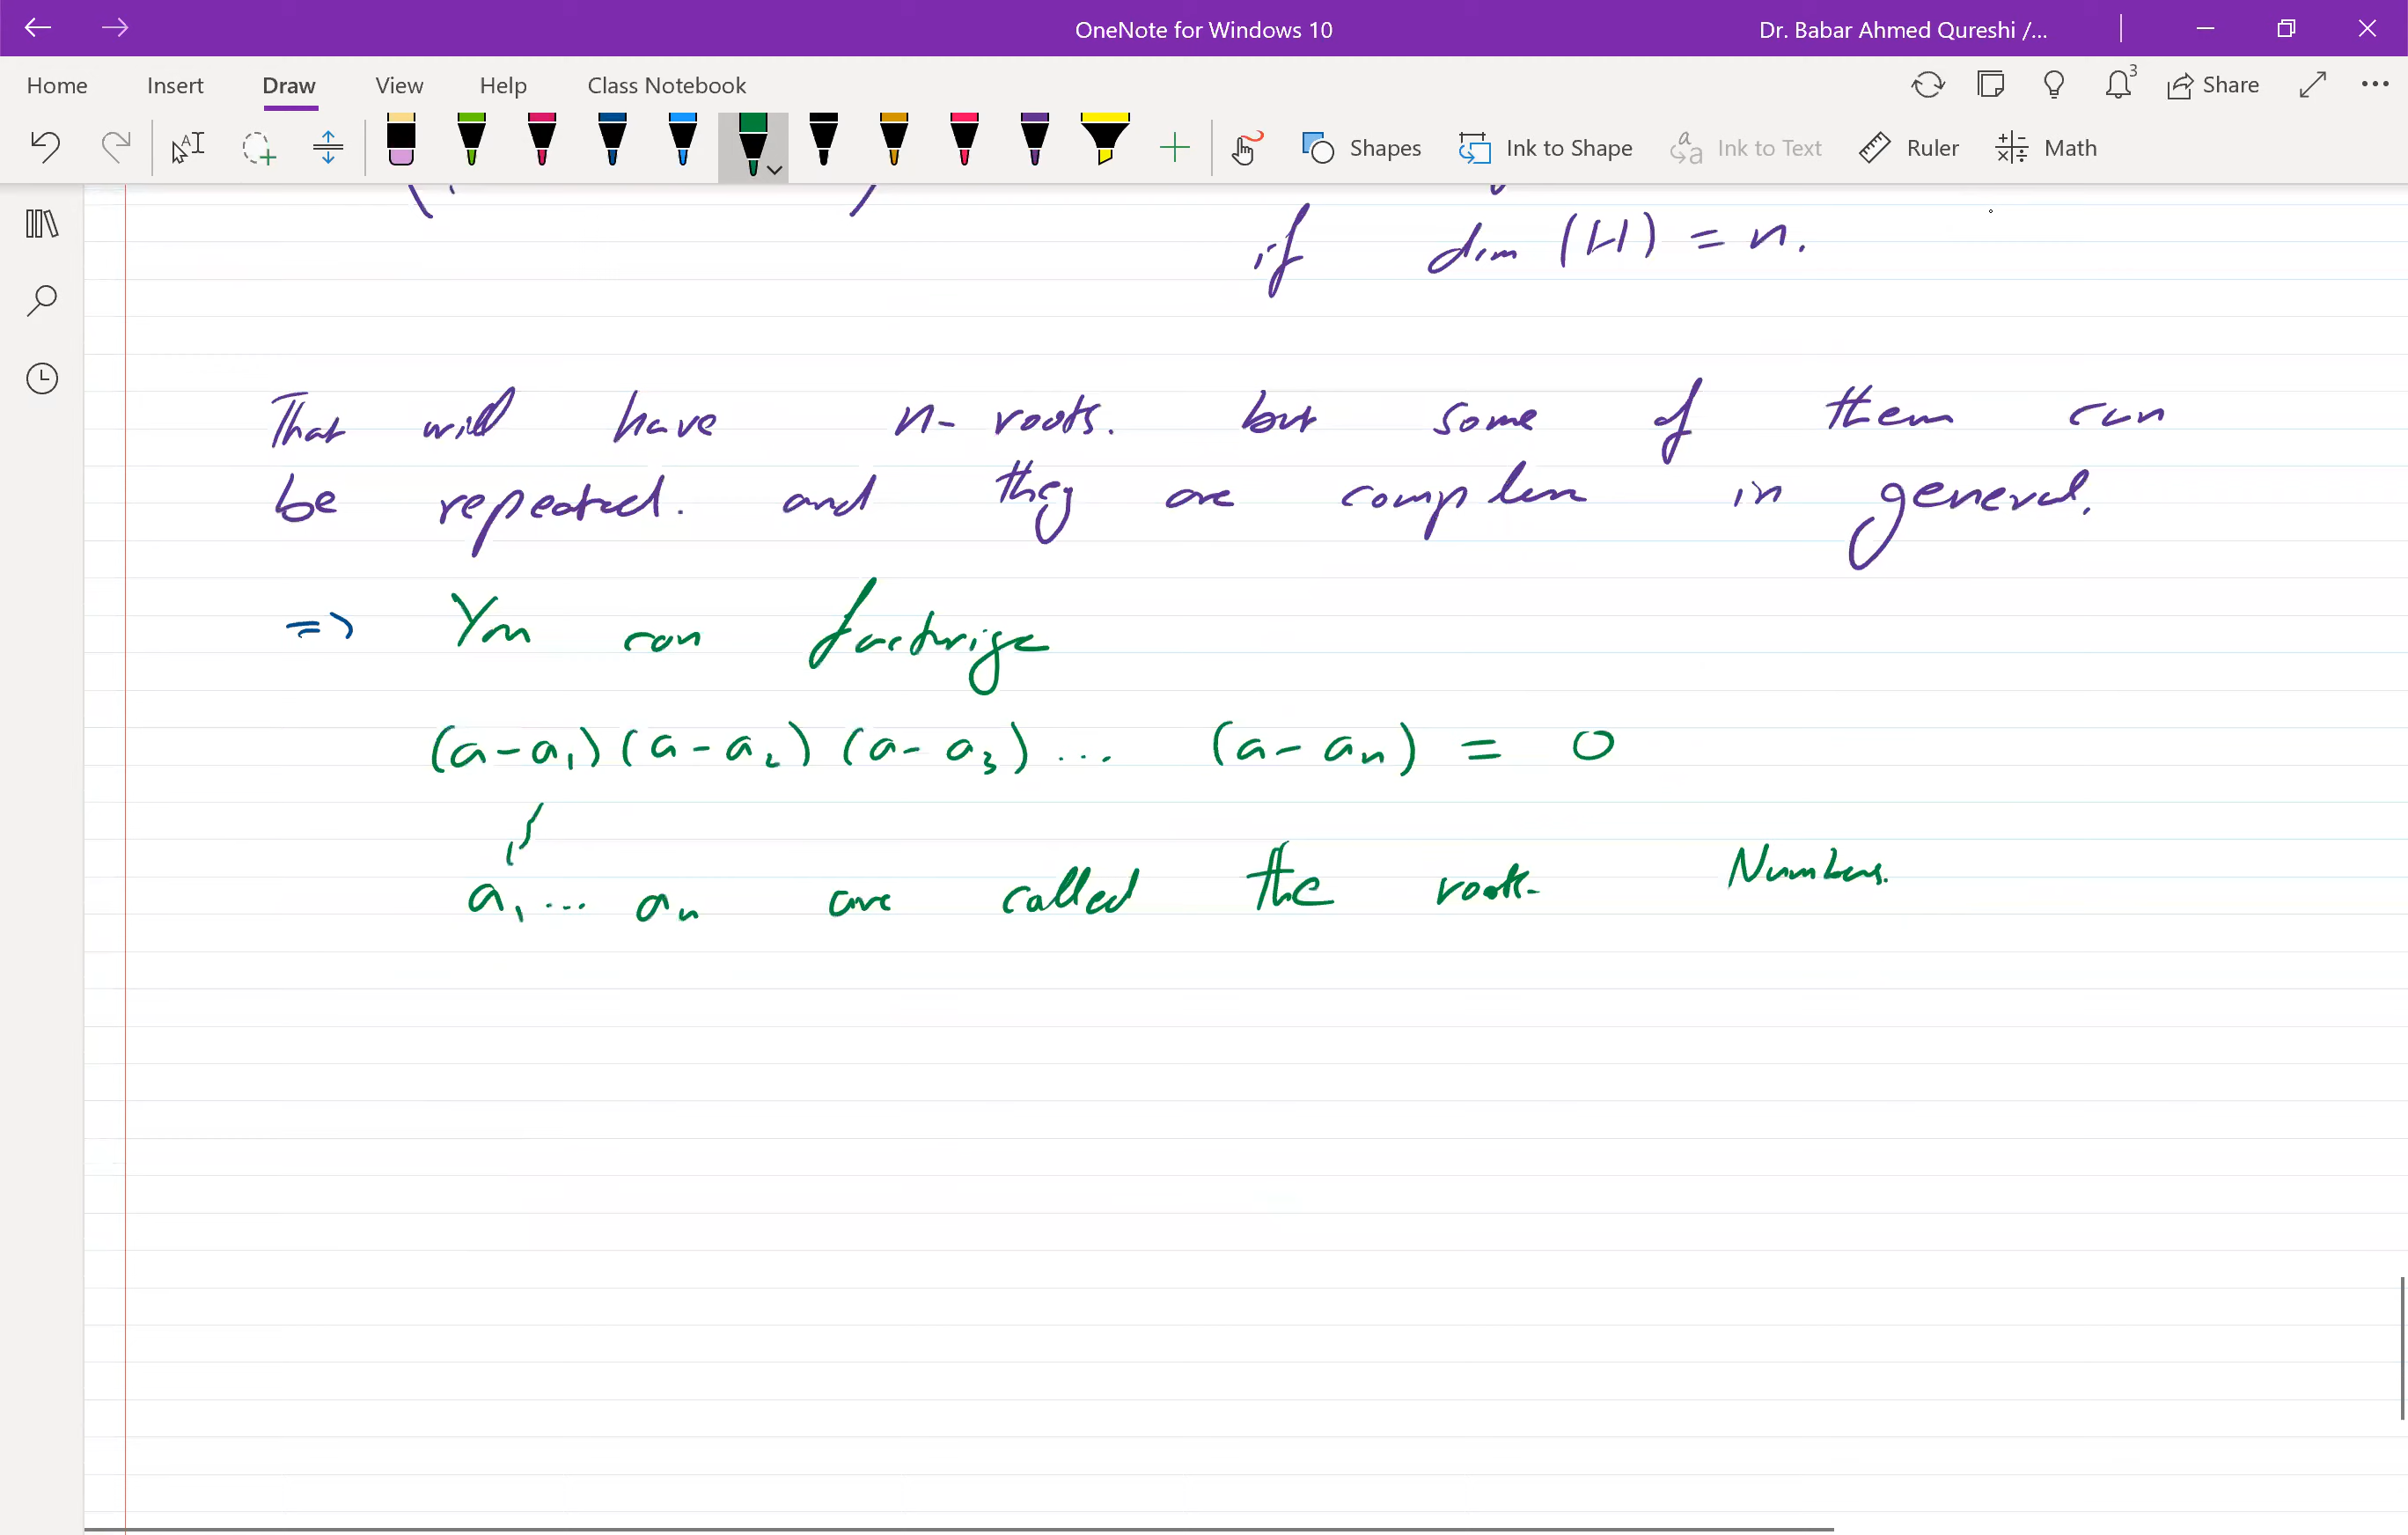 OneNote for Windows 10
Dr. Babar Ahmed Qureshi /...
Home Insert Draw View Help Class Notebook
3
Share
Shapes Ink to Shape Ink to Text Ruler Math
if dim (H) = n.
That will have n- roots. but some of them can
be repeated. and they are complex in general.
=> You can factorize
(a-a₁)(a-a₂)(a-a₃)... (a-aₙ) = 0
a₁... aₙ are called the roots. Numbers.